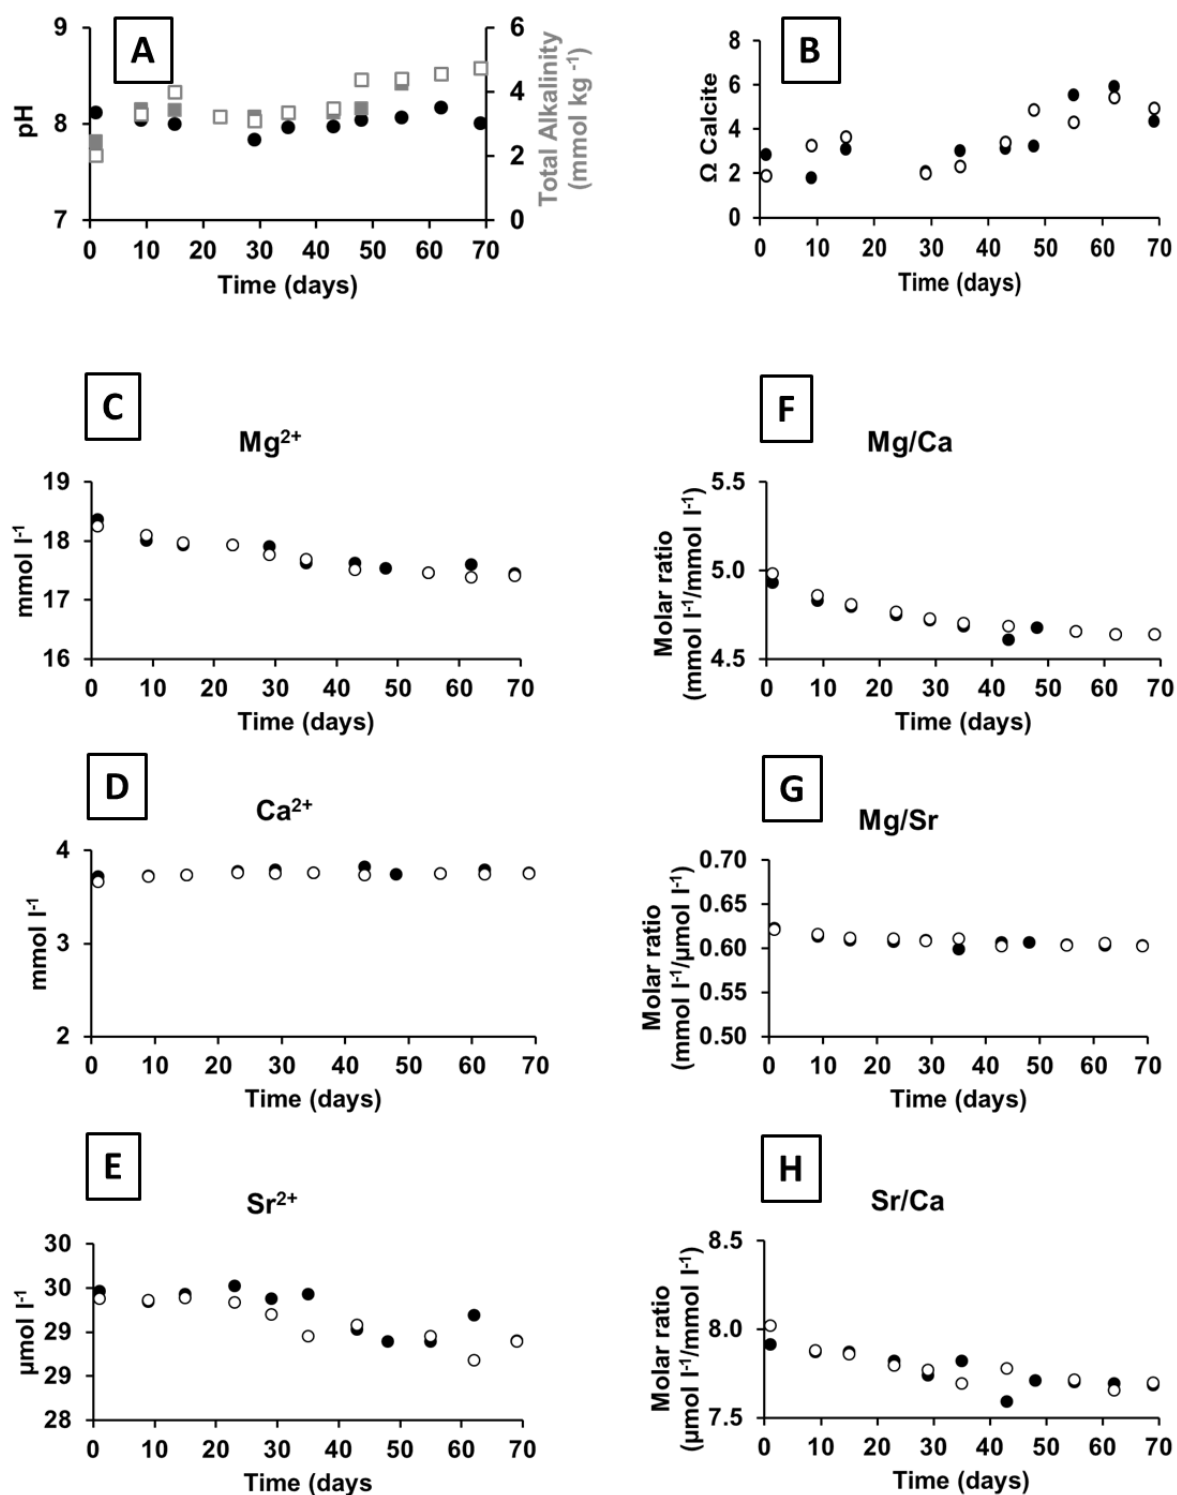 A
9
8
7
pH
6
4
2
0
Total Alkalinity
(mmol kg -1)
0 10 20 30 40 50 60 70
Time (days)
B
8
6
4
2
0
Ω Calcite
0 10 20 30 40 50 60 70
Time (days)
C
Mg2+
19
18
17
16
mmol l-1
0 10 20 30 40 50 60 70
Time (days)
F
Mg/Ca
5.5
5.0
4.5
Molar ratio
(mmol l-1/mmol l-1)
0 10 20 30 40 50 60 70
Time (days)
D
Ca2+
4
3
2
mmol l-1
0 10 20 30 40 50 60 70
Time (days)
G
Mg/Sr
0.70
0.65
0.60
0.55
0.50
Molar ratio
(mmol l-1/μmol l-1)
0 10 20 30 40 50 60 70
Time (days)
E
Sr2+
30
30
29
29
28
μmol l-1
0 10 20 30 40 50 60 70
Time (days
H
Sr/Ca
8.5
8.0
7.5
Molar ratio
(μmol l-1/mmol l-1)
0 10 20 30 40 50 60 70
Time (days)